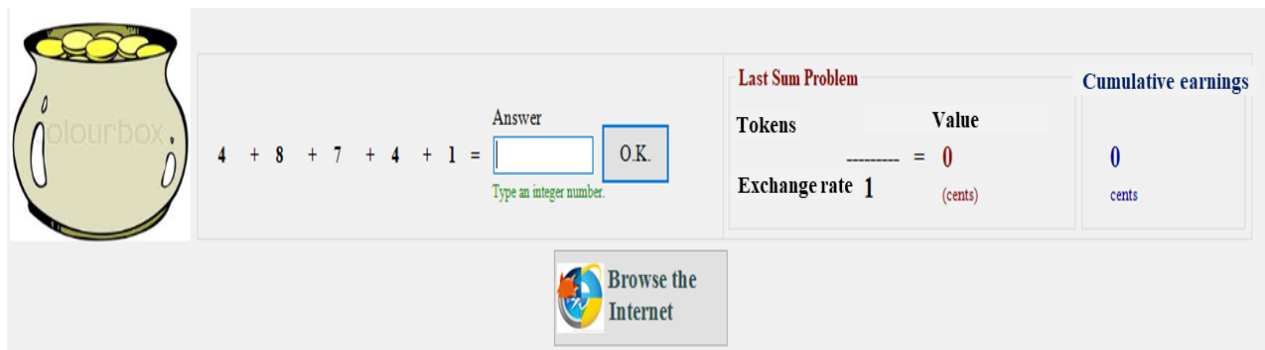 olourbox
4 + 8 + 7 + 4 + 1 =
Answer
O.K.
Type an integer number.
Last Sum Problem
Tokens
Value
--------- = 0
Exchange rate 1
(cents)
Cumulative earnings
0
cents
Browse the
Internet